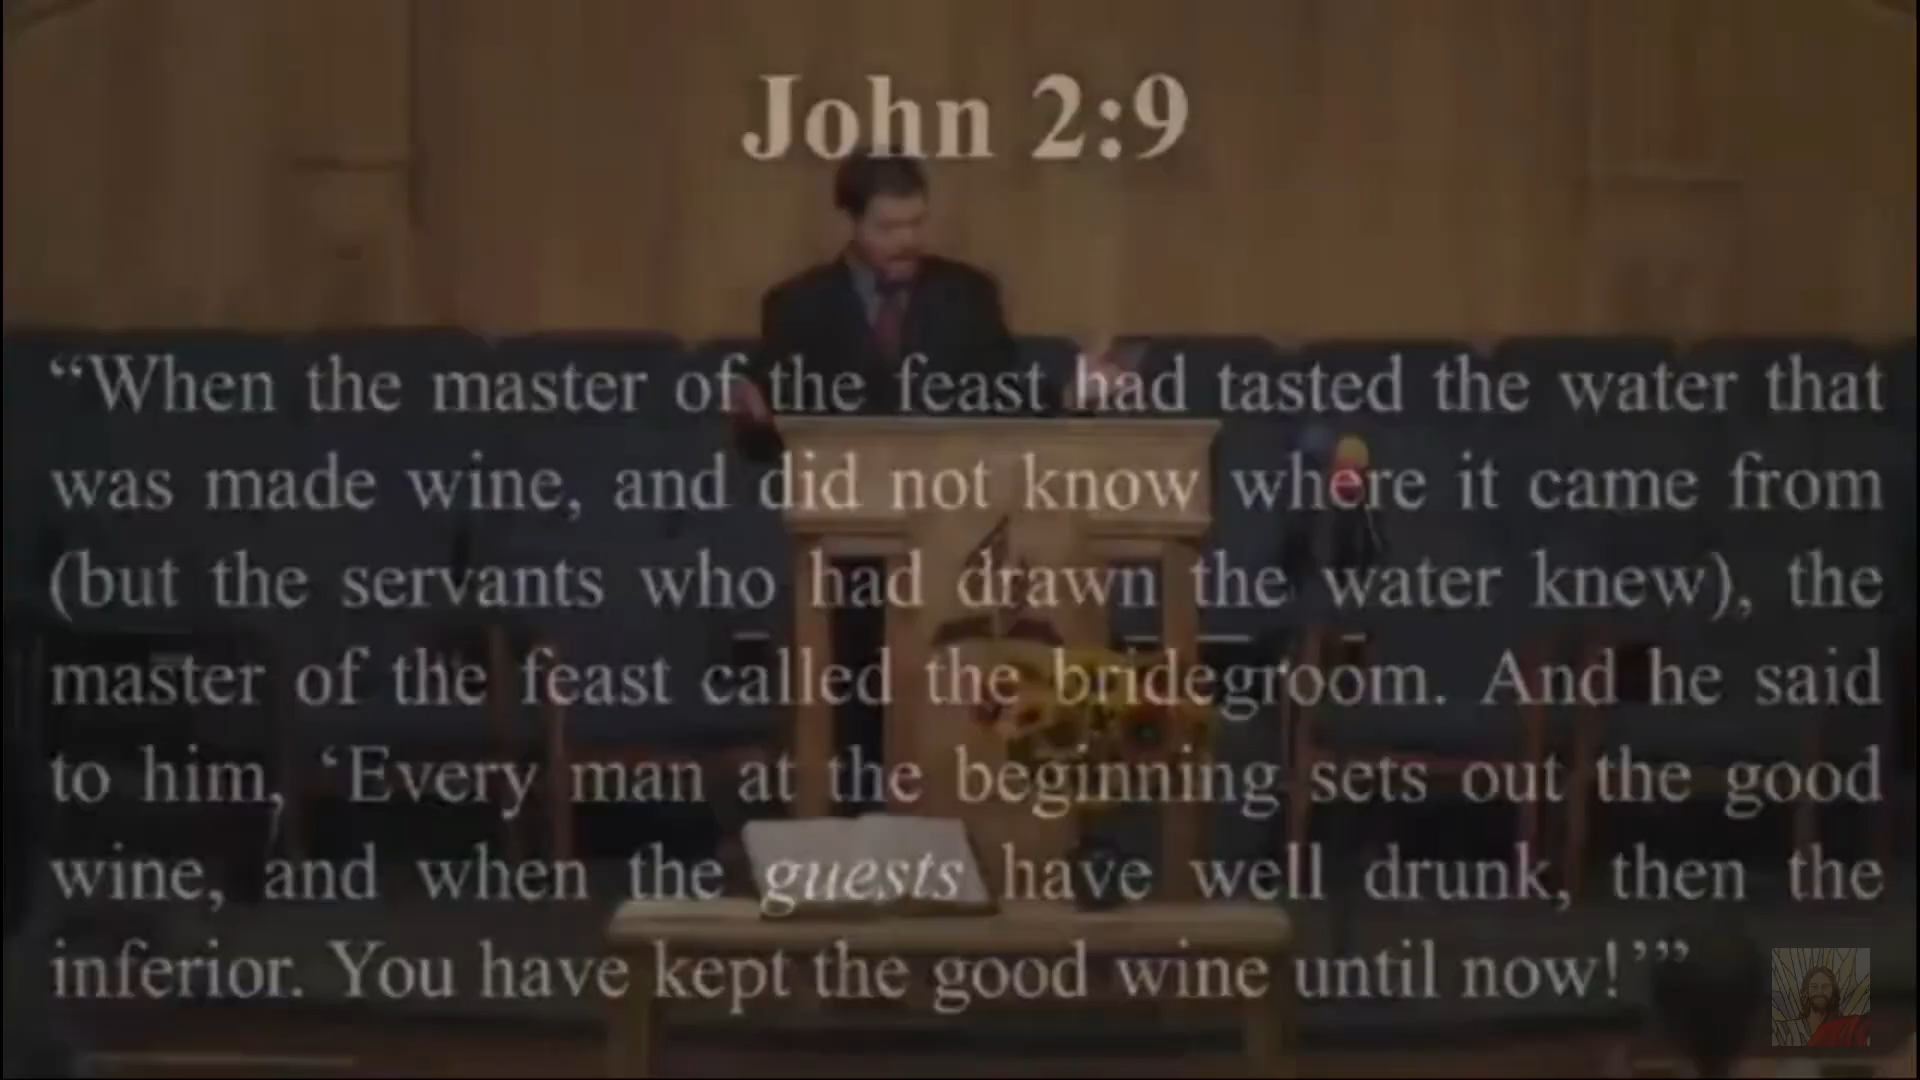 John 2:9
“When the master of the feast had tasted the water that
was made wine, and did not know where it came from
(but the servants who had drawn the water knew), the
master of the feast called the bridegroom. And he said
to him, ‘Every man at the beginning sets out the good
wine, and when the guests have well drunk, then the
inferior. You have kept the good wine until now!’”